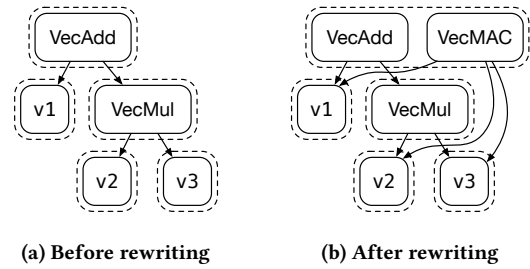 VecAdd
v1
VecMul
v2
v3
(a) Before rewriting
VecAdd
VecMAC
v1
VecMul
v2
v3
(b) After rewriting